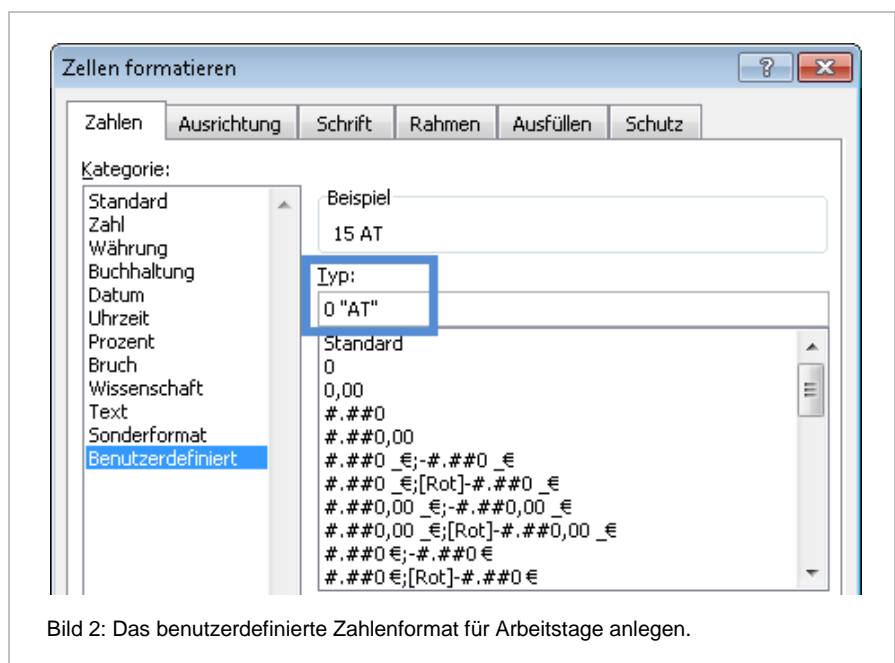 Zellen formatieren
Zahlen Ausrichtung Schrift Rahmen Ausfüllen Schutz
Kategorie:
Standard
Zahl
Währung
Buchhaltung
Datum
Uhrzeit
Prozent
Bruch
Wissenschaft
Text
Sonderformat
Benutzerdefiniert
Beispiel
15 AT
Typ:
0 "AT"
Standard
0
0,00
#.##0
#.##0,00
#.##0 _€;-#.##0 _€
#.##0 _€;[Rot]-#.##0 _€
#.##0,00 _€;-#.##0,00 _€
#.##0,00 _€;[Rot]-#.##0,00 _€
#.##0 €;-#.##0 €
#.##0 €;[Rot]-#.##0 €
Bild 2: Das benutzerdefinierte Zahlenformat für Arbeitstage anlegen.